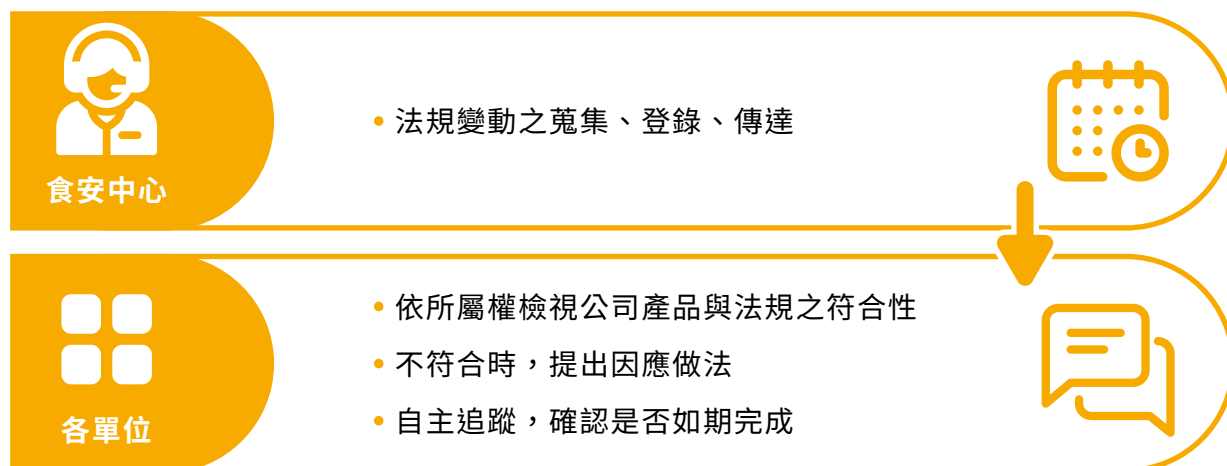 食安中心
• 法規變動之蒐集、登錄、傳達
各單位
• 依所屬權檢視公司產品與法規之符合性
• 不符合時，提出因應做法
• 自主追蹤，確認是否如期完成